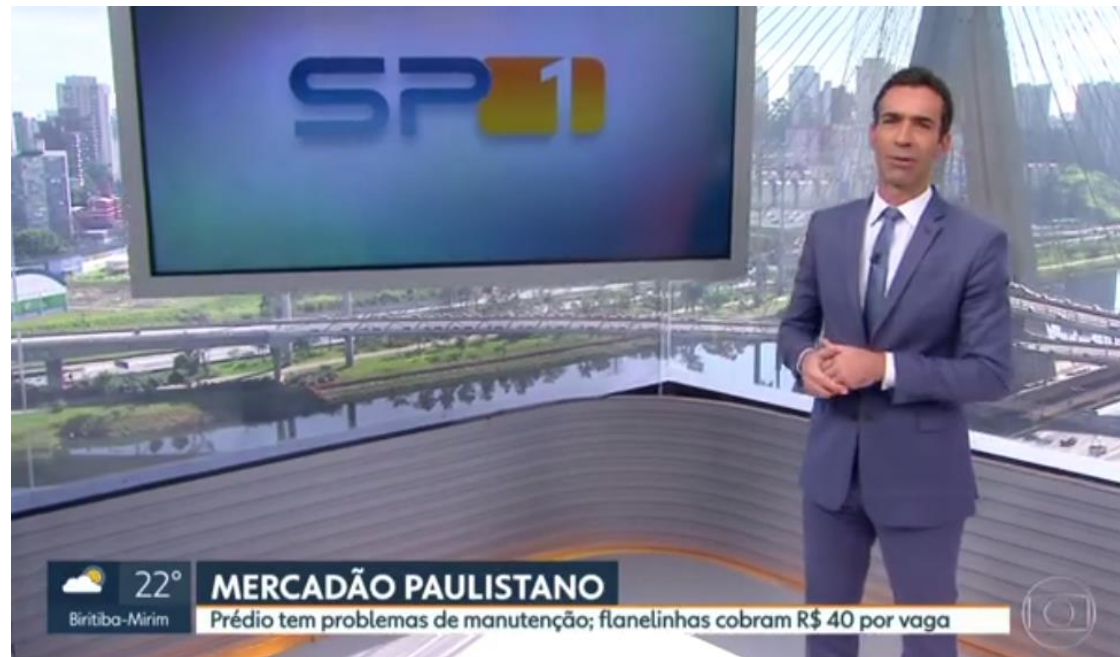 SP1
22°
Biritiba-Mirim
MERCADÃO PAULISTANO
Prédio tem problemas de manutenção; flanelinhas cobram R$ 40 por vaga